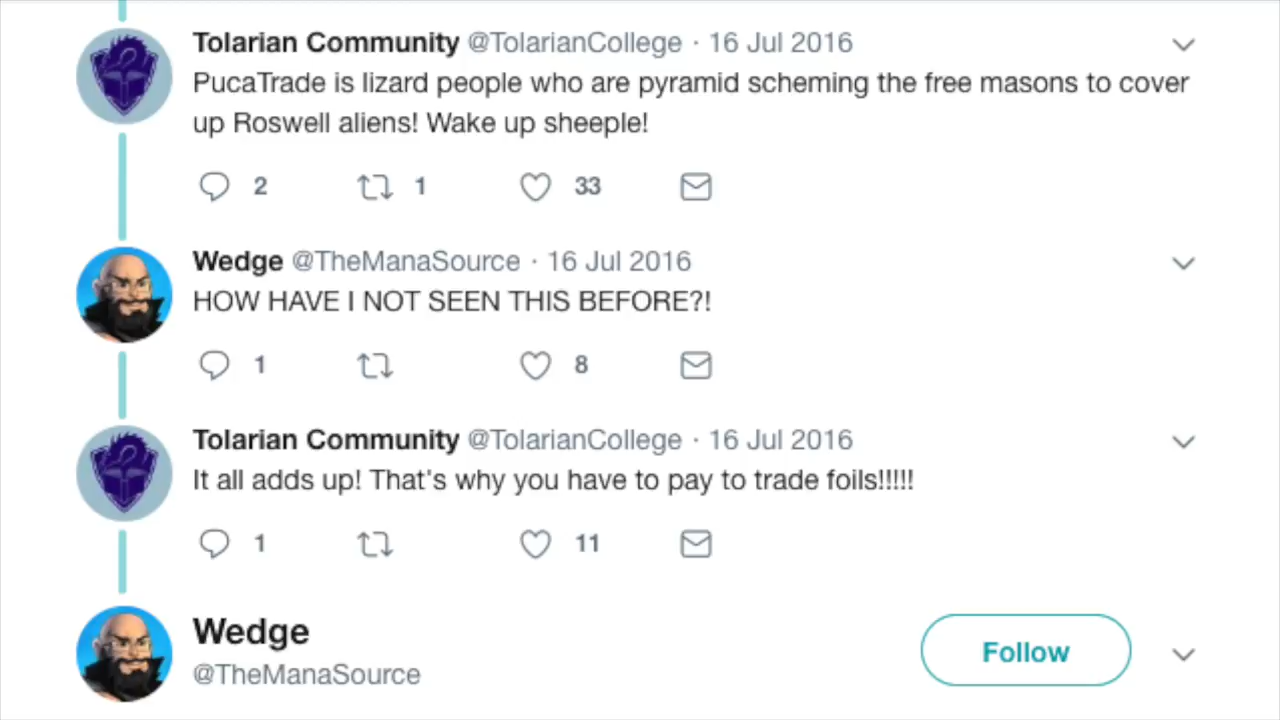 Tolarian Community @TolarianCollege · 16 Jul 2016
PucaTrade is lizard people who are pyramid scheming the free masons to cover
up Roswell aliens! Wake up sheeple!
2 1 33
Wedge @TheManaSource · 16 Jul 2016
HOW HAVE I NOT SEEN THIS BEFORE?!
1 8
Tolarian Community @TolarianCollege · 16 Jul 2016
It all adds up! That's why you have to pay to trade foils!!!!!
1 11
Wedge
@TheManaSource
Follow